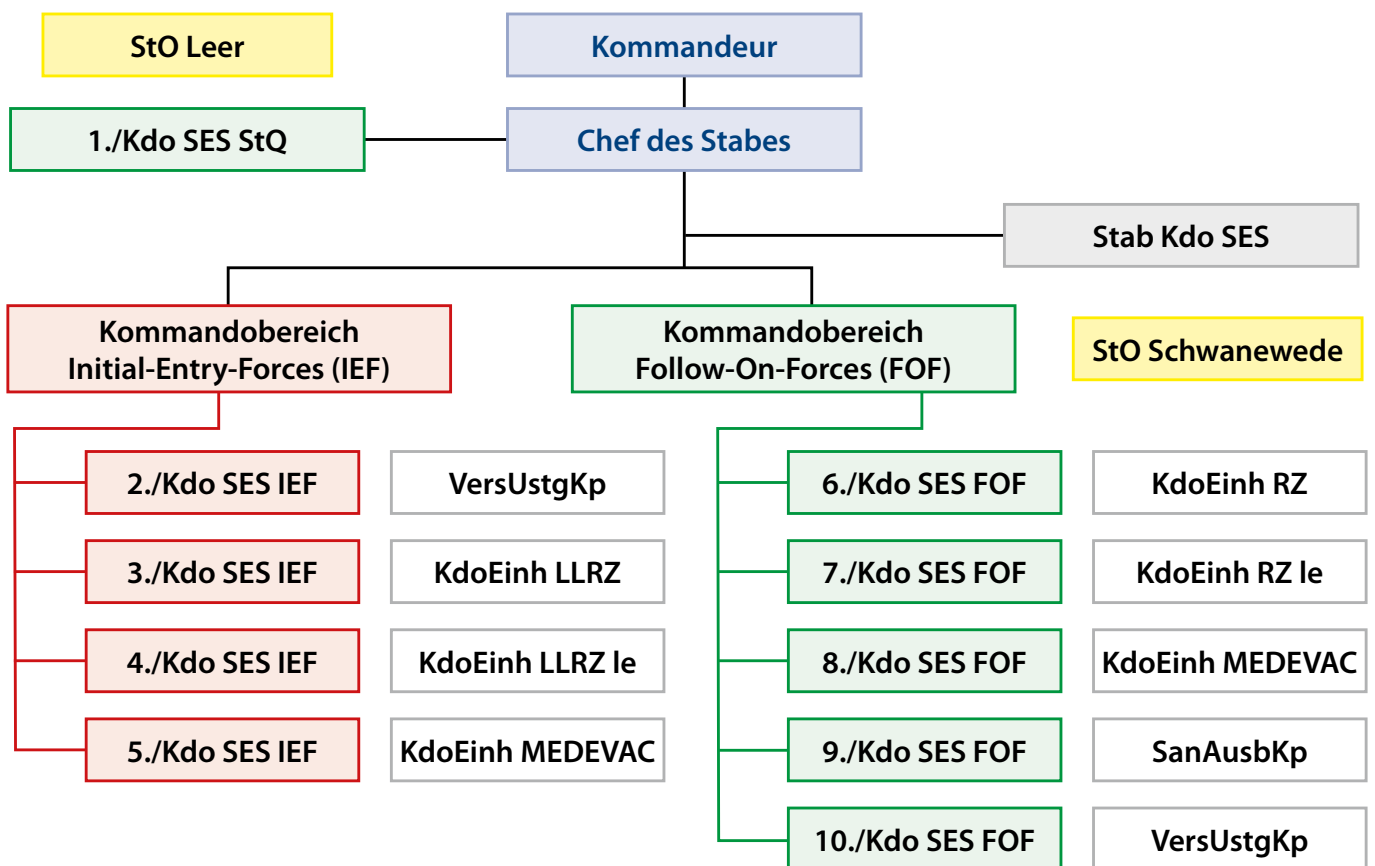 StO Leer
Kommandeur
1./Kdo SES StQ
Chef des Stabes
Stab Kdo SES
Kommandobereich
Initial-Entry-Forces (IEF)
Kommandobereich
Follow-On-Forces (FOF)
StO Schwanewede
2./Kdo SES IEF
VersUstgKp
3./Kdo SES IEF
KdoEinh LLRZ
4./Kdo SES IEF
KdoEinh LLRZ le
5./Kdo SES IEF
KdoEinh MEDEVAC
6./Kdo SES FOF
KdoEinh RZ
7./Kdo SES FOF
KdoEinh RZ le
8./Kdo SES FOF
KdoEinh MEDEVAC
9./Kdo SES FOF
SanAusbKp
10./Kdo SES FOF
VersUstgKp